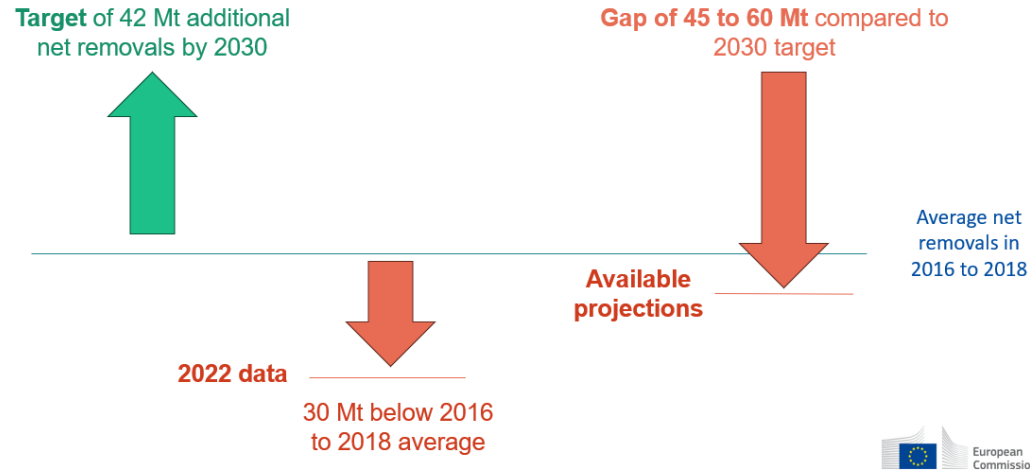 Target of 42 Mt additional
net removals by 2030
Gap of 45 to 60 Mt compared to
2030 target
Average net
removals in
2016 to 2018
Available
projections
2022 data
30 Mt below 2016
to 2018 average
European
Commissio